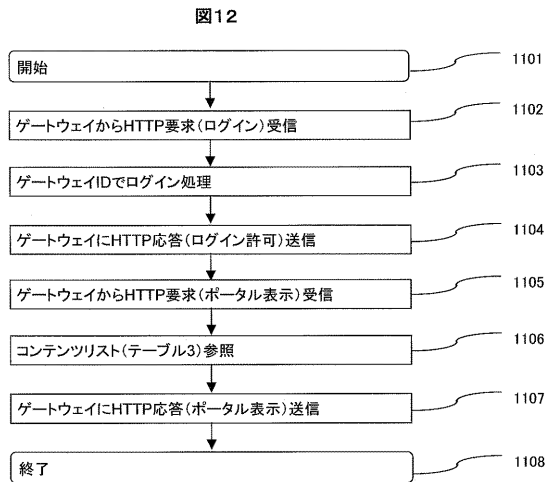 図12
開始
1101
ゲートウェイからHTTP要求(ログイン)受信
1102
ゲートウェイIDでログイン処理
1103
ゲートウェイにHTTP応答(ログイン許可)送信
1104
ゲートウェイからHTTP要求(ポータル表示)受信
1105
コンテンツリスト(テーブル3)参照
1106
ゲートウェイにHTTP応答(ポータル表示)送信
1107
終了
1108